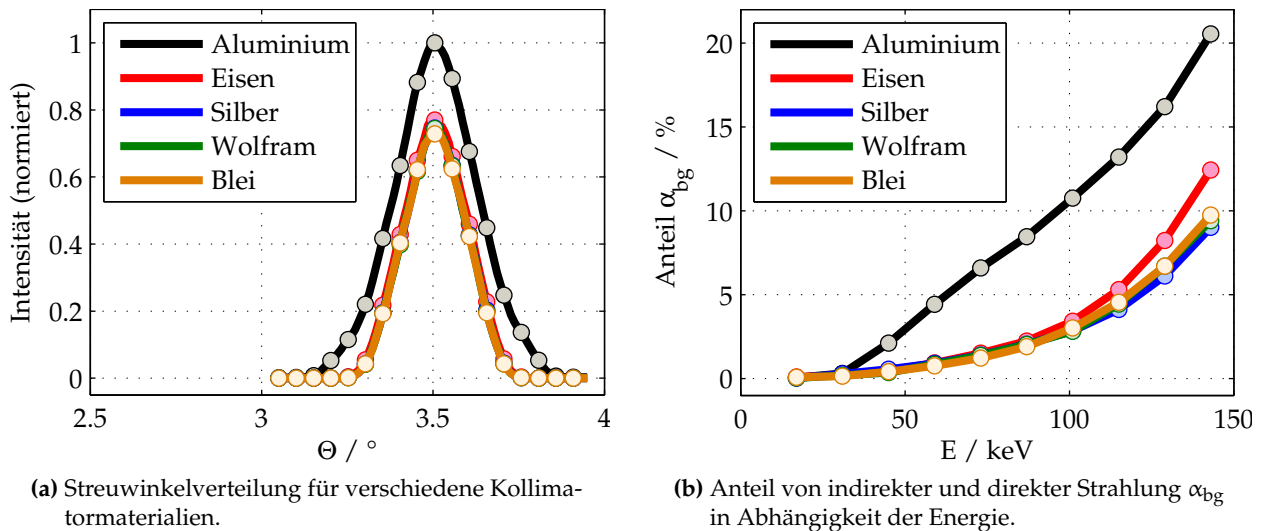 Intensität (normiert)
1
0.8
0.6
0.4
0.2
0
2.5
3
3.5
4
Θ / °
Aluminium
Eisen
Silber
Wolfram
Blei
(a) Streuwinkelverteilung für verschiedene Kollima-
tormaterialien.
Anteil α_bg / %
20
15
10
5
0
0
50
100
150
E / keV
Aluminium
Eisen
Silber
Wolfram
Blei
(b) Anteil von indirekter und direkter Strahlung α_bg
in Abhängigkeit der Energie.